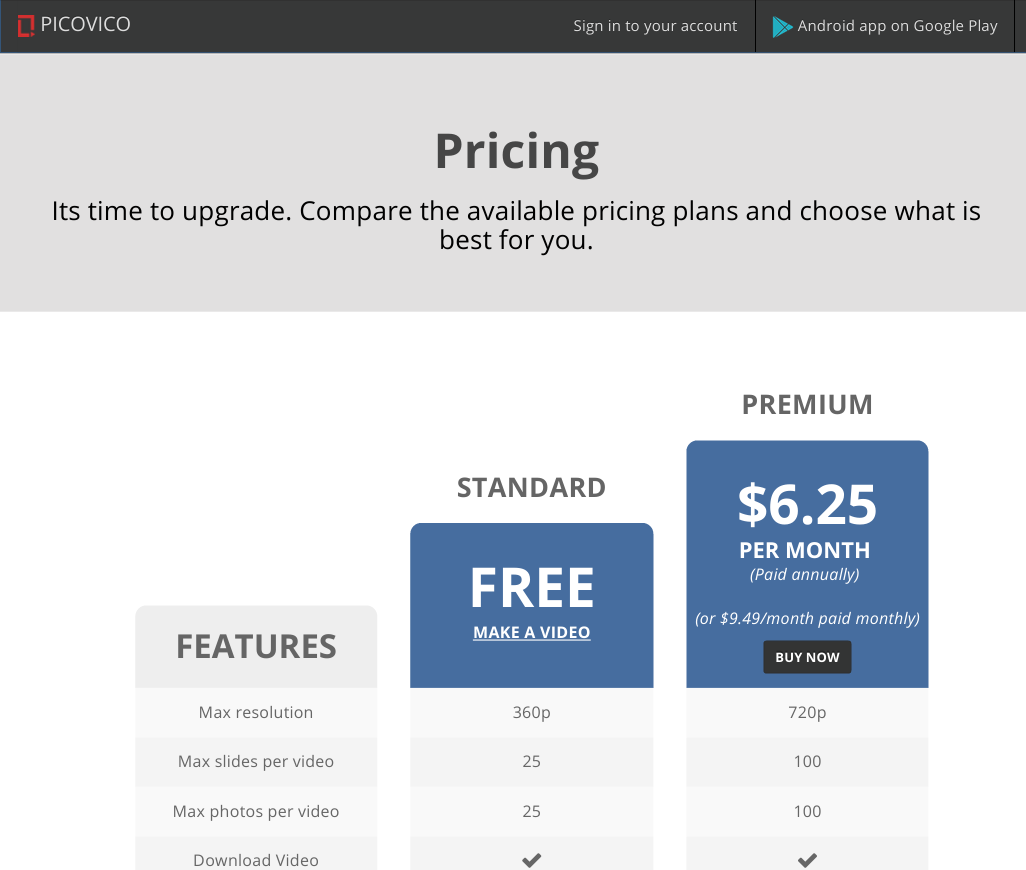 PICOVICO
Sign in to your account
Android app on Google Play
Pricing
Its time to upgrade. Compare the available pricing plans and choose what is
best for you.
PREMIUM
STANDARD
$6.25
PER MONTH
(Paid annually)
(or $9.49/month paid monthly)
BUY NOW
FREE
MAKE A VIDEO
FEATURES
Max resolution 360p 720p
Max slides per video 25 100
Max photos per video 25 100
Download Video